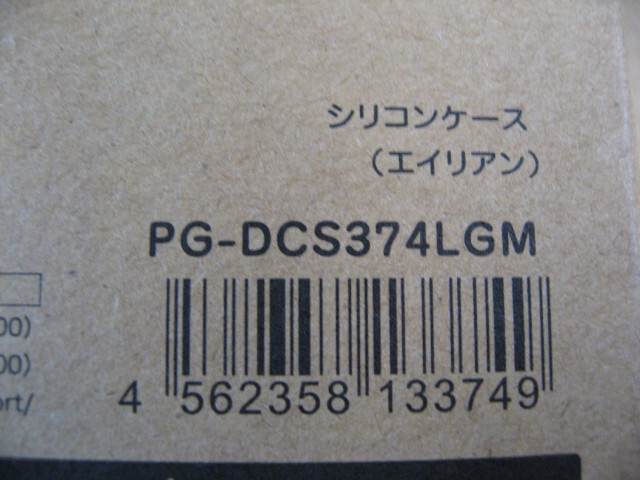 シリコンケース
（エイリアン）
PG-DCS374LGM
00)
00)
ort/
4 562358 133749